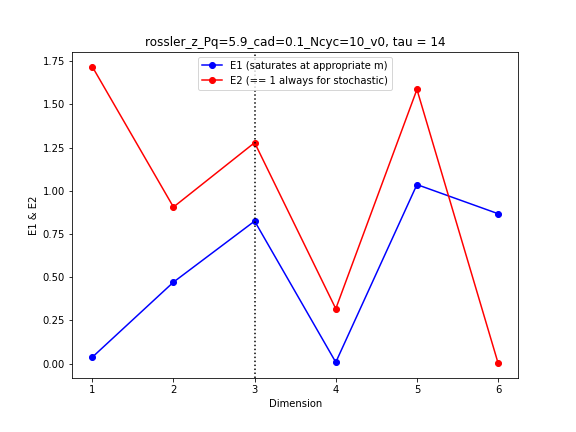 rossler_z_Pq=5.9_cad=0.1_Ncyc=10_v0, tau = 14
E1 (saturates at appropriate m)
E2 (== 1 always for stochastic)
1.75
1.50
1.25
1.00
0.75
0.50
0.25
0.00
E1 & E2
1 2 3 4 5 6
Dimension